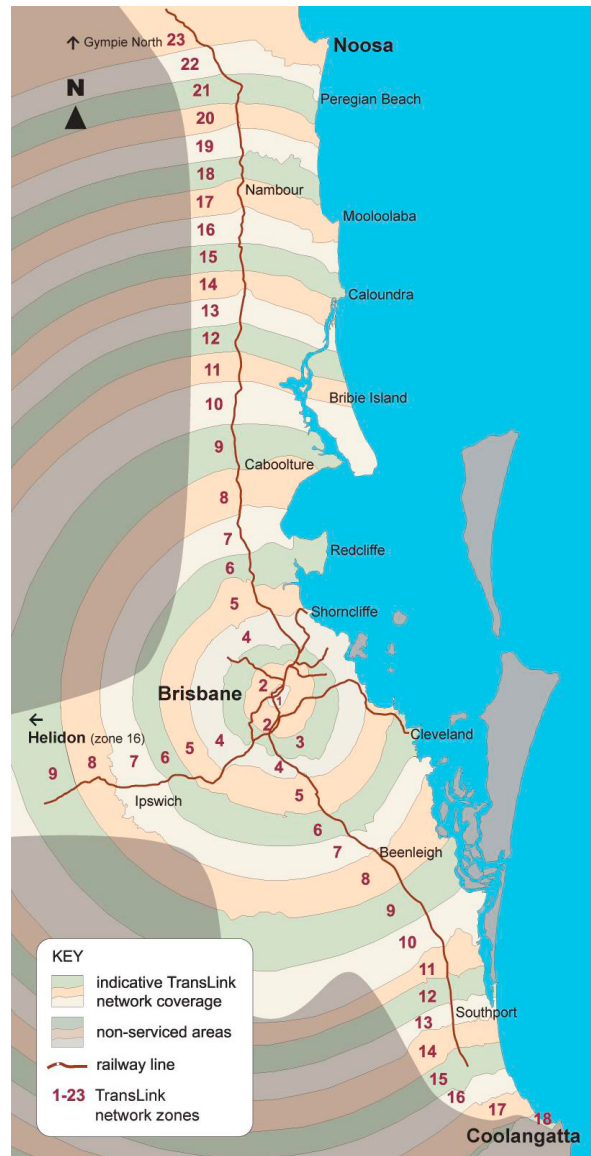 23
↑ Gympie North
Noosa
22
N
21
Peregian Beach
20
19
18
Nambour
17
Mooloolaba
16
15
14
Caloundra
13
12
11
Bribie Island
10
9
Caboolture
8
7
Redcliffe
6
5
Shorncliffe
4
2
Brisbane
1
2
3
Cleveland
←
Helidon (zone 16)
4
5
6
7
8
9
4
Ipswich
5
6
7
Beenleigh
8
9
10
11
12
Southport
13
14
15
16
17
18
Coolangatta
KEY
indicative TransLink
network coverage
non-serviced areas
railway line
1-23 TransLink
network zones